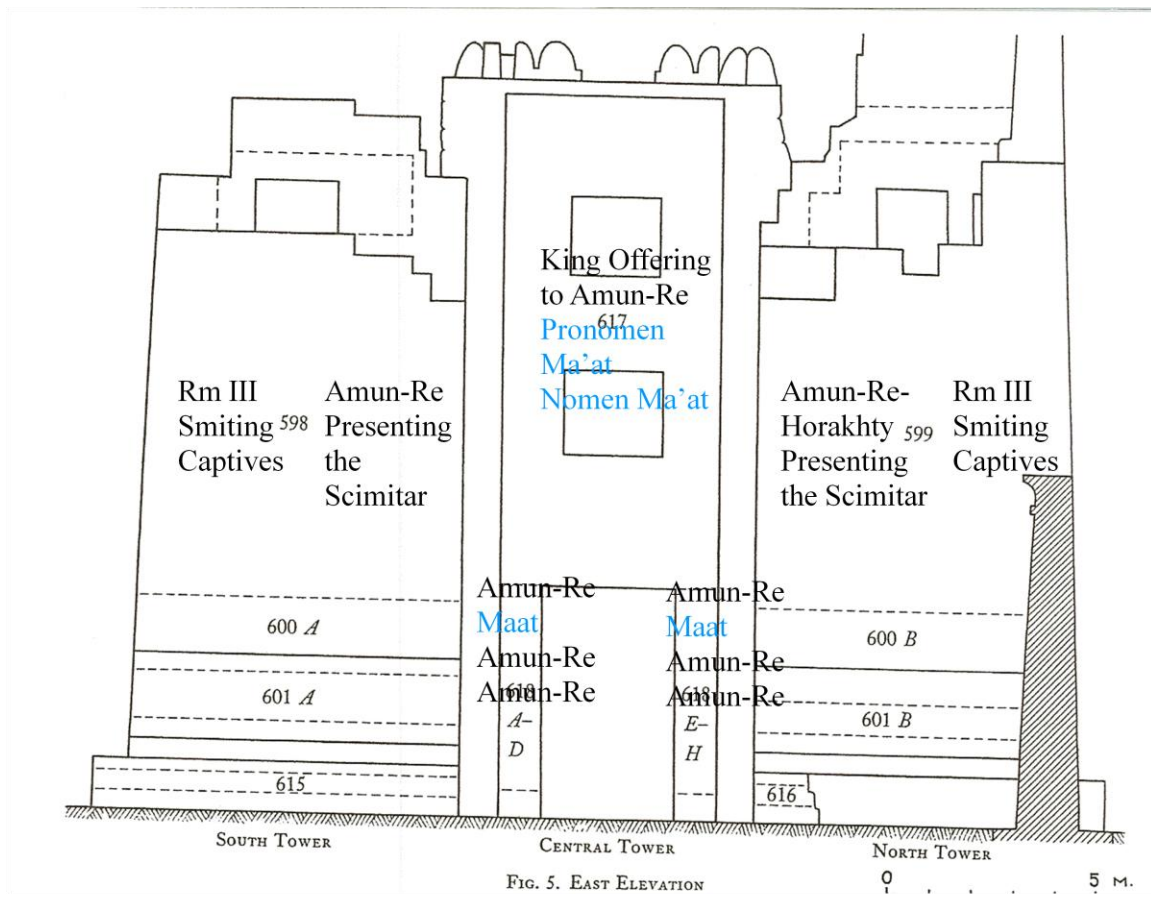 King Offering
to Amun-Re
617
Pronomen
Ma'at
Nomen Ma'at
Rm III
Smiting 598
Captives
Amun-Re
Presenting
the
Scimitar
Amun-Re-
Horakhty 599
Presenting
the Scimitar
Rm III
Smiting
Captives
Amun-Re
Maat
Amun-Re
Amun-Re
618
A–
D
Amun-Re
Maat
Amun-Re
Amun-Re
618
E–
H
600 A
601 A
615
600 B
601 B
616
SOUTH TOWER
CENTRAL TOWER
NORTH TOWER
FIG. 5. EAST ELEVATION
0 5 M.